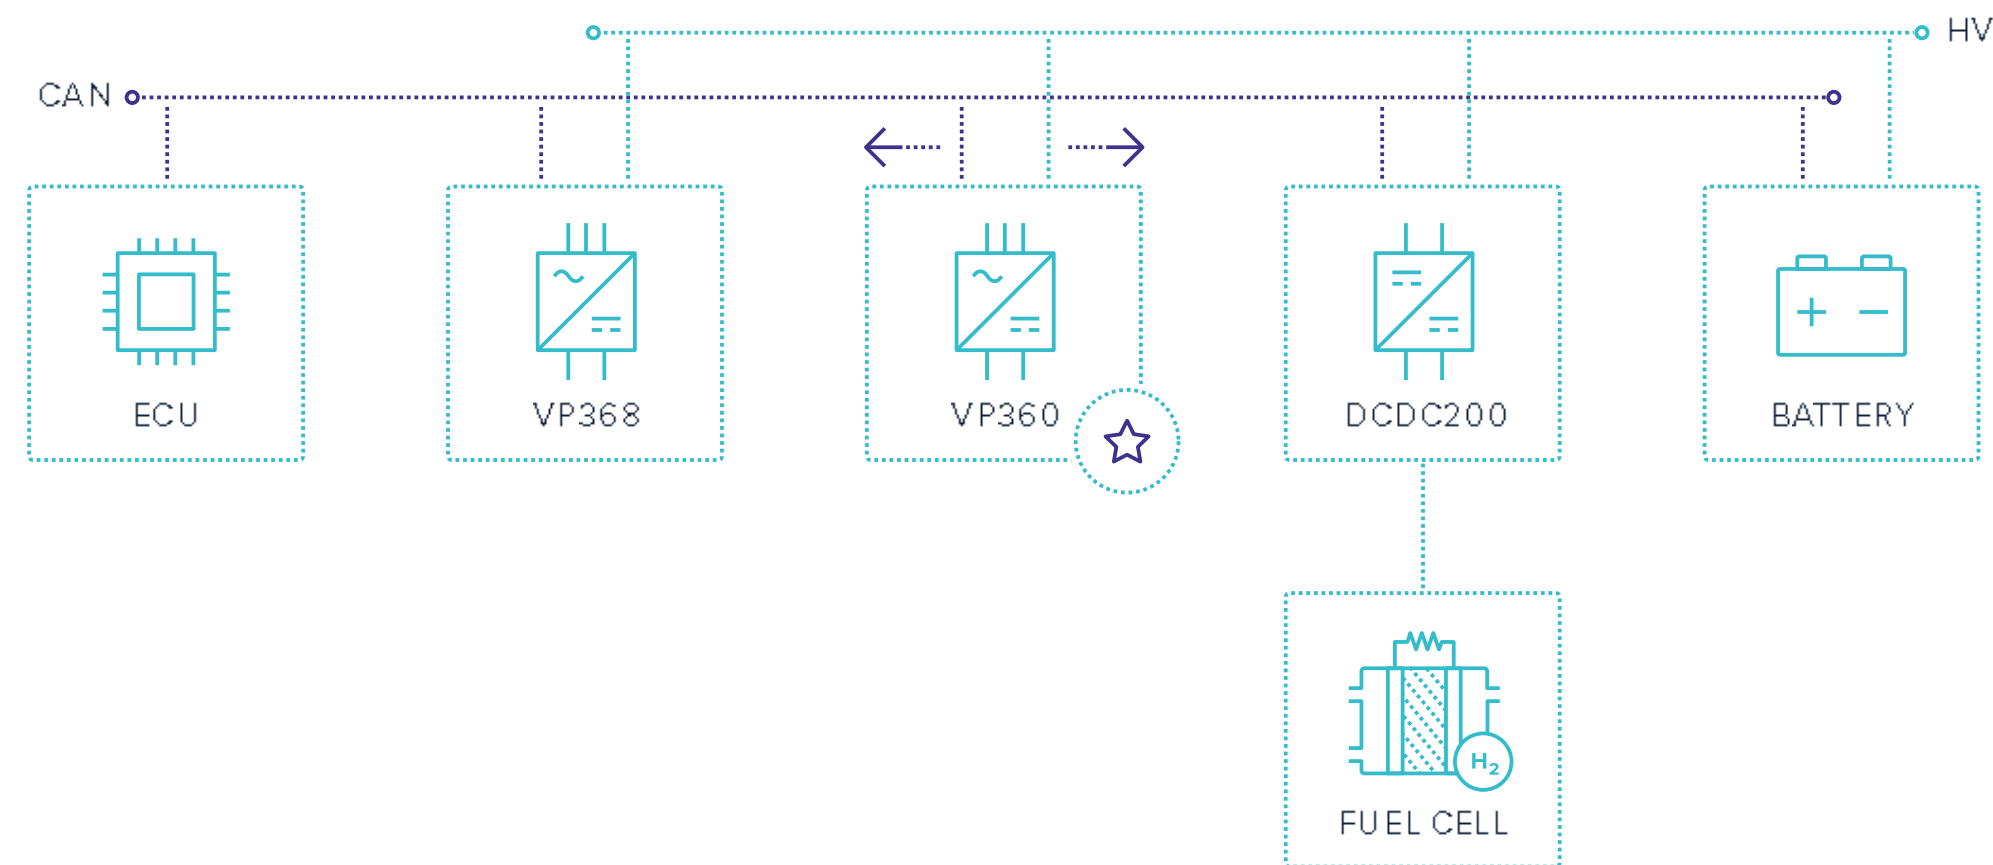 HV
CAN
ECU
VP368
VP360
DCDC200
BATTERY
+ −
H₂
FUEL CELL